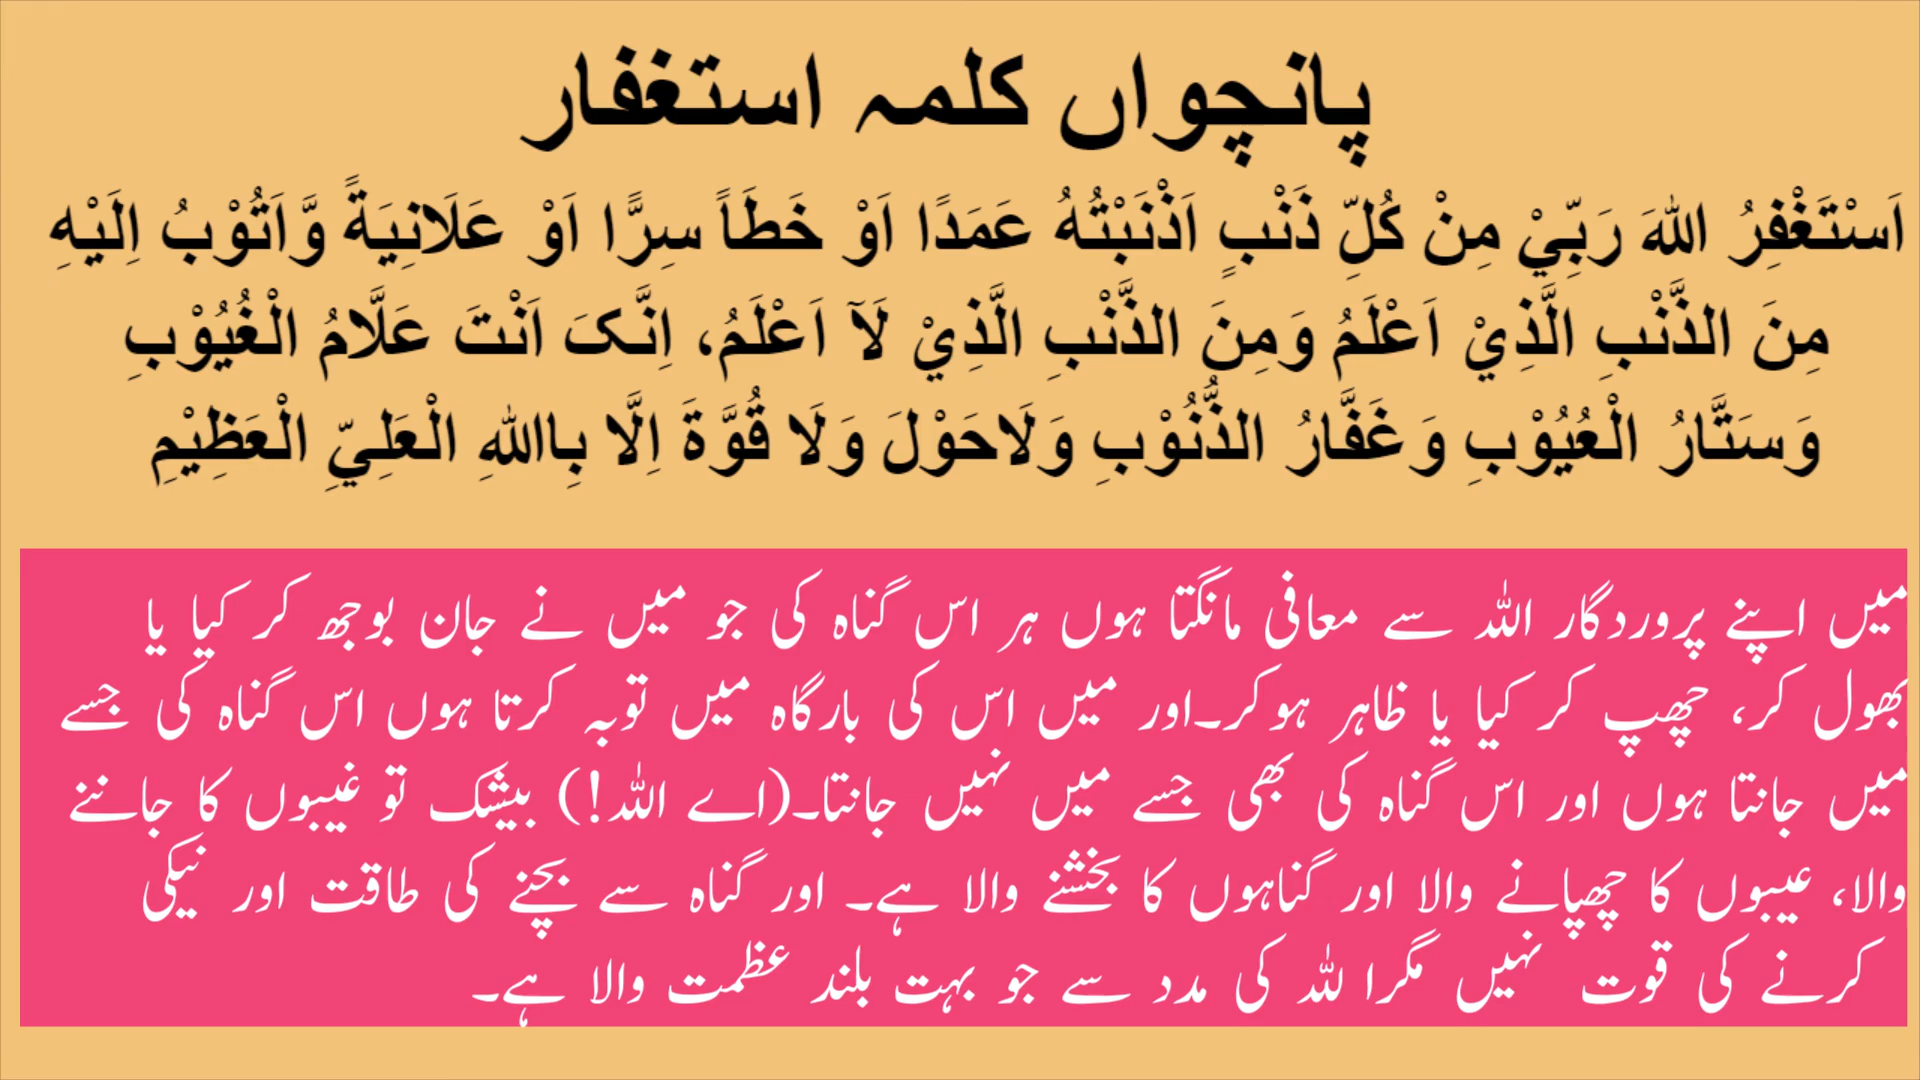 پانچواں کلمہ استغفار
اَسْتَغْفِرُ اللهَ رَبِّيْ مِنْ كُلِّ ذَنْبٍ اَذْنَبْتُهُ عَمَدًا اَوْ خَطَاً سِرًّا اَوْ عَلَانِيَةً وَّاَتُوْبُ اِلَيْهِ
مِنَ الذَّنْبِ الَّذِيْ اَعْلَمُ وَمِنَ الذَّنْبِ الَّذِيْ لَآ اَعْلَمُ، اِنَّکَ اَنْتَ عَلَّامُ الْغُيُوْبِ
وَسَتَّارُ الْعُيُوْبِ وَغَفَّارُ الذُّنُوْبِ وَلَاحَوْلَ وَلَا قُوَّةَ اِلَّا بِاللهِ الْعَلِيِّ الْعَظِيْمِ
میں اپنے پروردگار اللہ سے معافی مانگتا ہوں ہر اس گناہ کی جو میں نے جان بوجھ کر کیا یا
بھول کر، چھپ کر کیا یا ظاہر ہوکر۔اور میں اس کی بارگاہ میں توبہ کرتا ہوں اس گناہ کی جسے
میں جانتا ہوں اور اس گناہ کی بھی جسے میں نہیں جانتا۔(اے اللہ!) بیشک تو غیبوں کا جاننے
والا، عیبوں کا چھپانے والا اور گناہوں کا بخشنے والا ہے۔ اور گناہ سے بچنے کی طاقت اور نیکی
کرنے کی قوت نہیں مگرا للہ کی مدد سے جو بہت بلند عظمت والا ہے۔